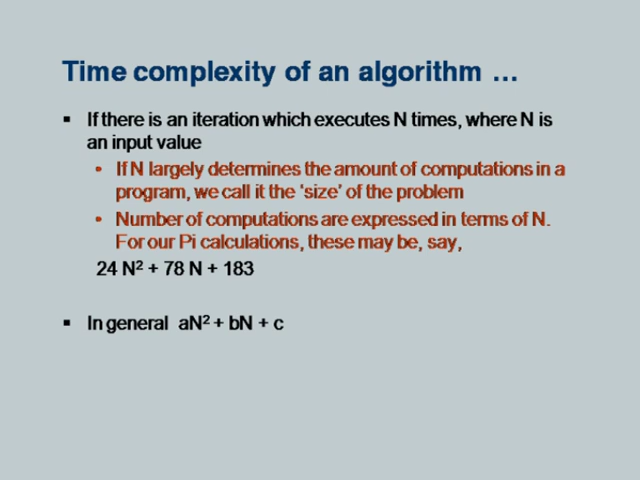 Time complexity of an algorithm …
▪ If there is an iteration which executes N times, where N is
an input value
• If N largely determines the amount of computations in a
program, we call it the 'size' of the problem
• Number of computations are expressed in terms of N.
For our Pi calculations, these may be, say,
24 N² + 78 N + 183
▪ In general aN² + bN + c